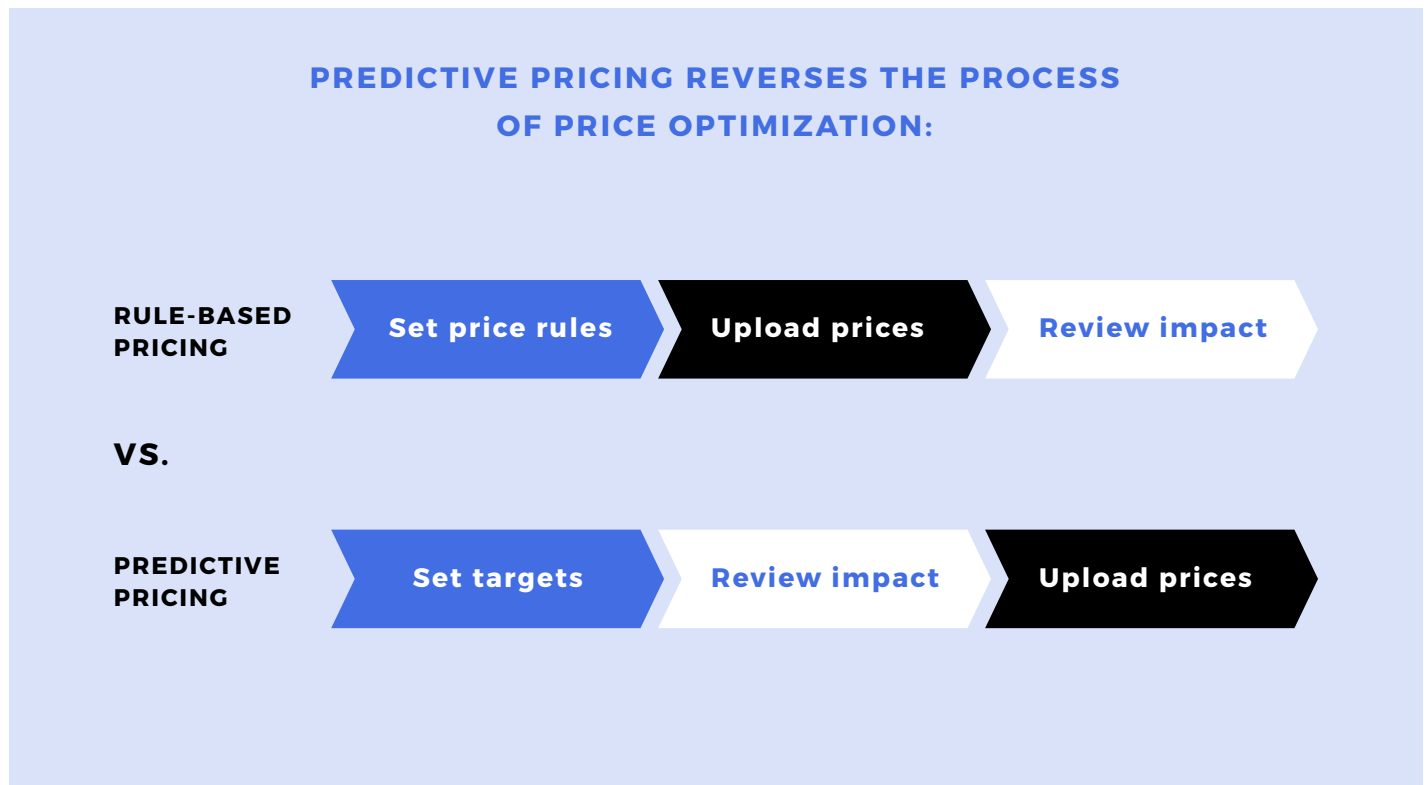 PREDICTIVE PRICING REVERSES THE PROCESS
OF PRICE OPTIMIZATION:
RULE-BASED
PRICING
Set price rules
Upload prices
Review impact
VS.
PREDICTIVE
PRICING
Set targets
Review impact
Upload prices